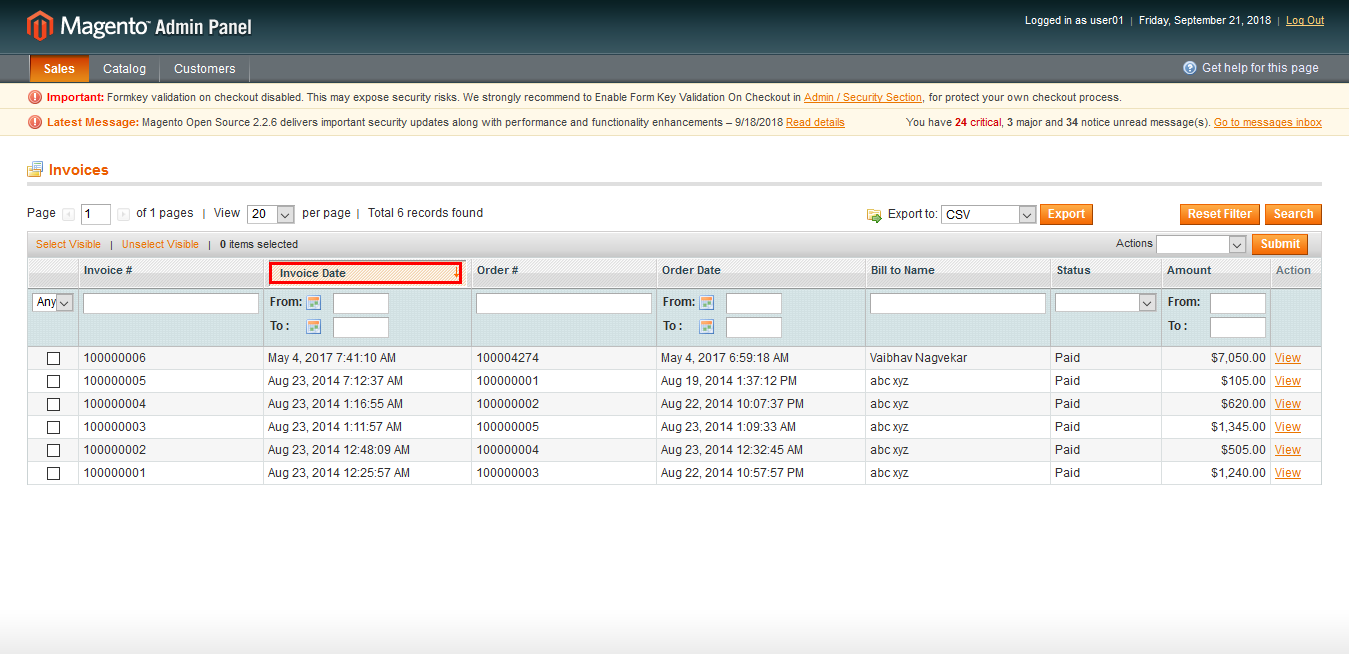 Magento Admin Panel
Logged in as user01 | Friday, September 21, 2018 | Log Out
Sales Catalog Customers Get help for this page
Important: Formkey validation on checkout disabled. This may expose security risks. We strongly recommend to Enable Form Key Validation On Checkout in Admin / Security Section, for protect your own checkout process.
Latest Message: Magento Open Source 2.2.6 delivers important security updates along with performance and functionality enhancements – 9/18/2018 Read details You have 24 critical, 3 major and 34 notice unread message(s). Go to messages inbox
Invoices
Page 1 of 1 pages | View 20 per page | Total 6 records found Export to: CSV Export Reset Filter Search
Select Visible | Unselect Visible | 0 items selected Actions Submit
Invoice # Invoice Date Order # Order Date Bill to Name Status Amount Action
Any From: From: From:
To : To : To :
100000006 May 4, 2017 7:41:10 AM 100004274 May 4, 2017 6:59:18 AM Vaibhav Nagvekar Paid $7,050.00 View
100000005 Aug 23, 2014 7:12:37 AM 100000001 Aug 19, 2014 1:37:12 PM abc xyz Paid $105.00 View
100000004 Aug 23, 2014 1:16:55 AM 100000002 Aug 22, 2014 10:07:37 PM abc xyz Paid $620.00 View
100000003 Aug 23, 2014 1:11:57 AM 100000005 Aug 23, 2014 1:09:33 AM abc xyz Paid $1,345.00 View
100000002 Aug 23, 2014 12:48:09 AM 100000004 Aug 23, 2014 12:32:45 AM abc xyz Paid $505.00 View
100000001 Aug 23, 2014 12:25:57 AM 100000003 Aug 22, 2014 10:57:57 PM abc xyz Paid $1,240.00 View